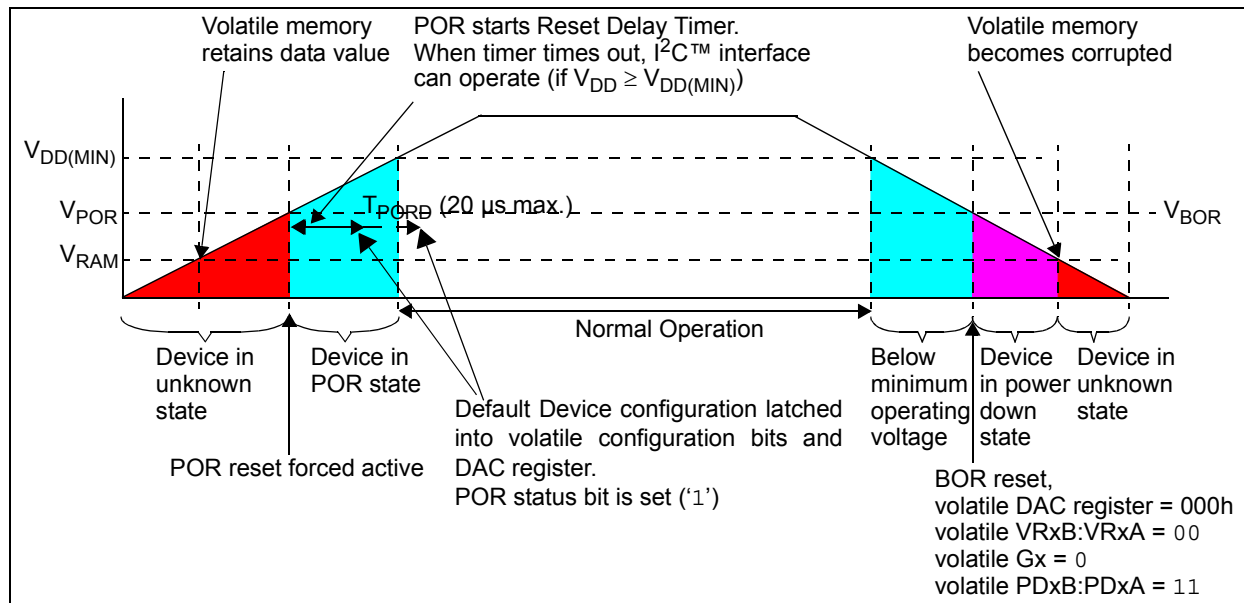 Volatile memory
retains data value
POR starts Reset Delay Timer.
When timer times out, I²C™ interface
can operate (if VDD ≥ VDD(MIN))
Volatile memory
becomes corrupted
VDD(MIN)
TPORD (20 µs max.)
VPOR
VBOR
VRAM
Normal Operation
Device in
unknown
state
Device in
POR state
Below
minimum
operating
voltage
Device
in power
down
state
Device in
unknown
state
POR reset forced active
Default Device configuration latched
into volatile configuration bits and
DAC register.
POR status bit is set ('1')
BOR reset,
volatile DAC register = 000h
volatile VRxB:VRxA = 00
volatile Gx = 0
volatile PDxB:PDxA = 11